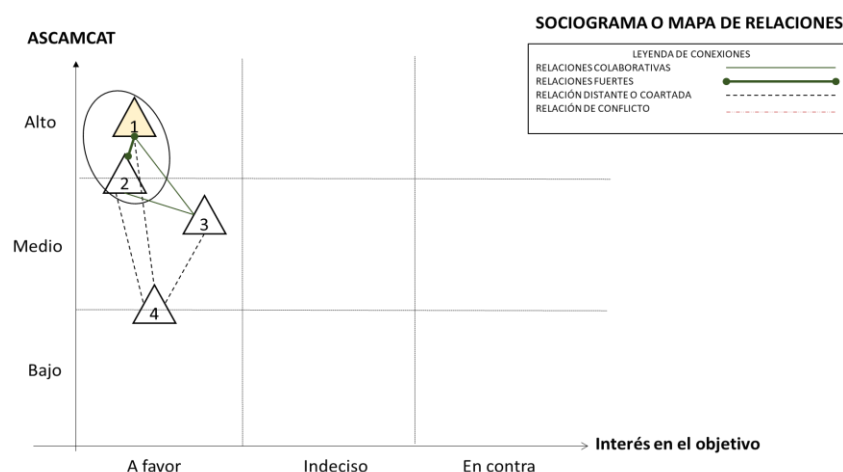 SOCIOGRAMA O MAPA DE RELACIONES
ASCAMCAT
LEYENDA DE CONEXIONES
RELACIONES COLABORATIVAS
RELACIONES FUERTES
RELACIÓN DISTANTE O COARTADA
RELACIÓN DE CONFLICTO
Alto
1
2
3
Medio
4
Bajo
Interés en el objetivo
A favor
Indeciso
En contra